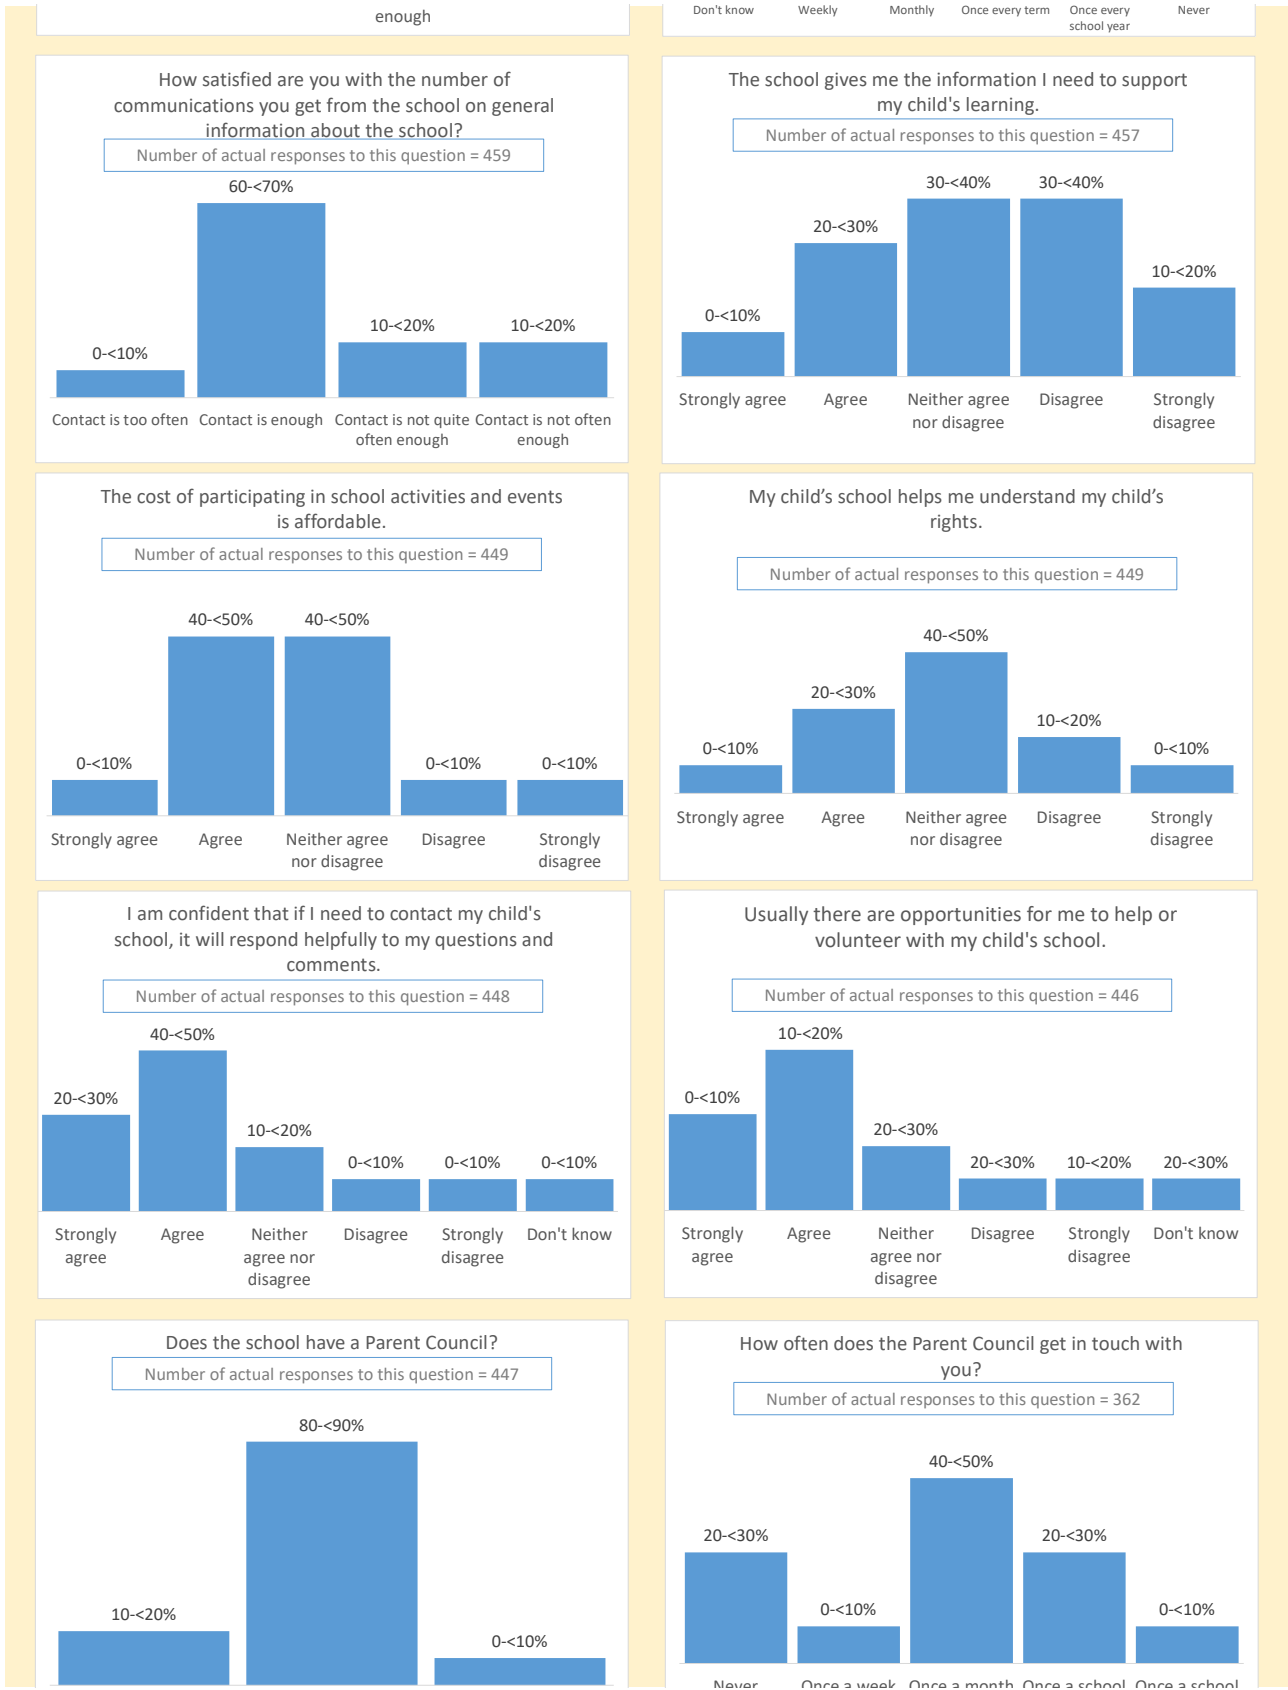 enough
Don't know Weekly Monthly Once every term Once every school year Never
How satisfied are you with the number of
communications you get from the school on general
information about the school?
Number of actual responses to this question = 459
60-<70%
10-<20% 10-<20%
0-<10%
Contact is too often Contact is enough Contact is not quite often enough Contact is not often enough
The school gives me the information I need to support
my child's learning.
Number of actual responses to this question = 457
30-<40% 30-<40%
20-<30%
10-<20%
0-<10%
Strongly agree Agree Neither agree nor disagree Disagree Strongly disagree
The cost of participating in school activities and events
is affordable.
Number of actual responses to this question = 449
40-<50% 40-<50%
0-<10% 0-<10% 0-<10%
Strongly agree Agree Neither agree nor disagree Disagree Strongly disagree
My child’s school helps me understand my child’s
rights.
Number of actual responses to this question = 449
40-<50%
20-<30%
10-<20%
0-<10% 0-<10%
Strongly agree Agree Neither agree nor disagree Disagree Strongly disagree
I am confident that if I need to contact my child's
school, it will respond helpfully to my questions and
comments.
Number of actual responses to this question = 448
40-<50%
20-<30%
10-<20%
0-<10% 0-<10% 0-<10%
Strongly agree Agree Neither agree nor disagree Disagree Strongly disagree Don't know
Usually there are opportunities for me to help or
volunteer with my child's school.
Number of actual responses to this question = 446
10-<20%
0-<10%
20-<30%
20-<30% 10-<20% 20-<30%
Strongly agree Agree Neither agree nor disagree Disagree Strongly disagree Don't know
Does the school have a Parent Council?
Number of actual responses to this question = 447
80-<90%
10-<20%
0-<10%
How often does the Parent Council get in touch with
you?
Number of actual responses to this question = 362
40-<50%
20-<30% 20-<30%
0-<10% 0-<10%
Never Once a week Once a month Once a school Once a school